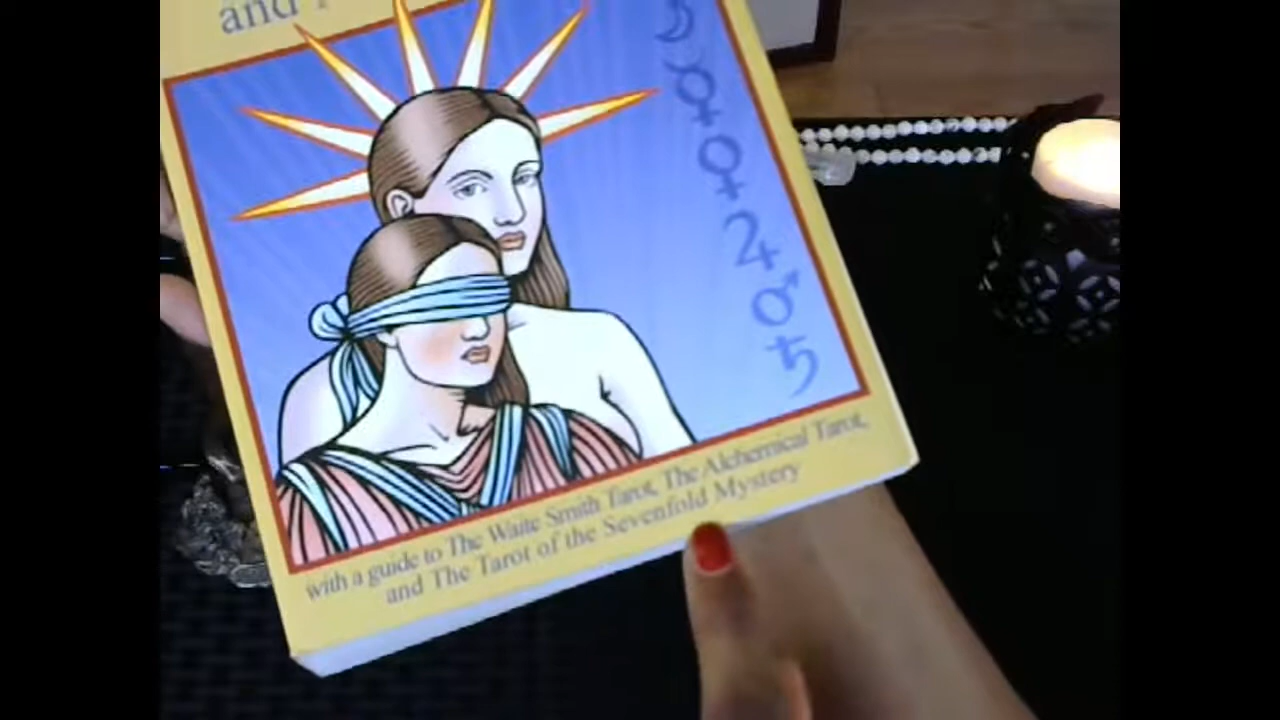 and
with a guide to The Waite Smith Tarot, The Alchemical Tarot,
and The Tarot of the Sevenfold Mystery